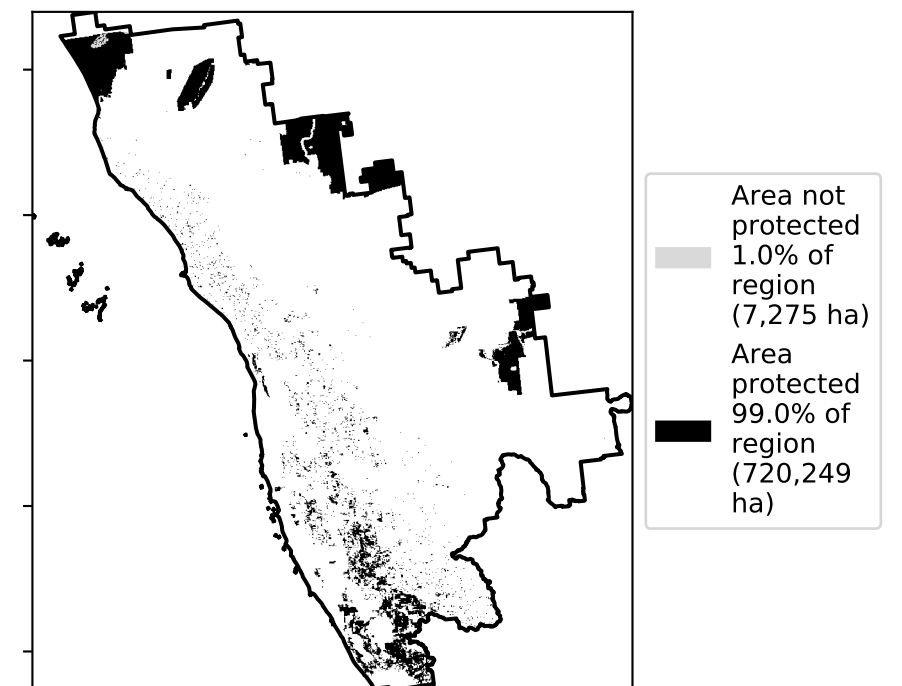 Area not
protected
1.0% of
region
(7,275 ha)
Area
protected
99.0% of
region
(720,249
ha)